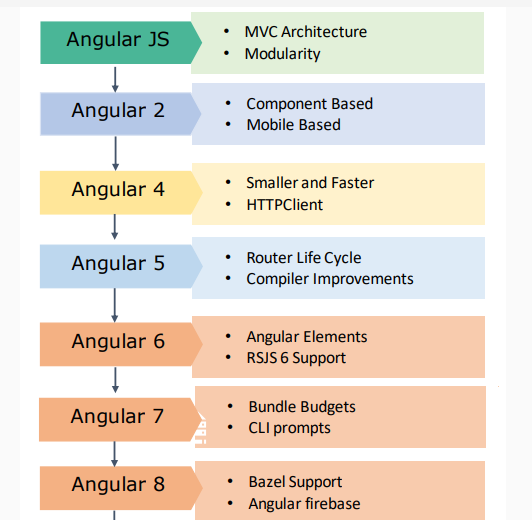 Angular JS
• MVC Architecture
• Modularity
Angular 2
• Component Based
• Mobile Based
Angular 4
• Smaller and Faster
• HTTPClient
Angular 5
• Router Life Cycle
• Compiler Improvements
Angular 6
• Angular Elements
• RSJS 6 Support
Angular 7
• Bundle Budgets
• CLI prompts
Angular 8
• Bazel Support
• Angular firebase